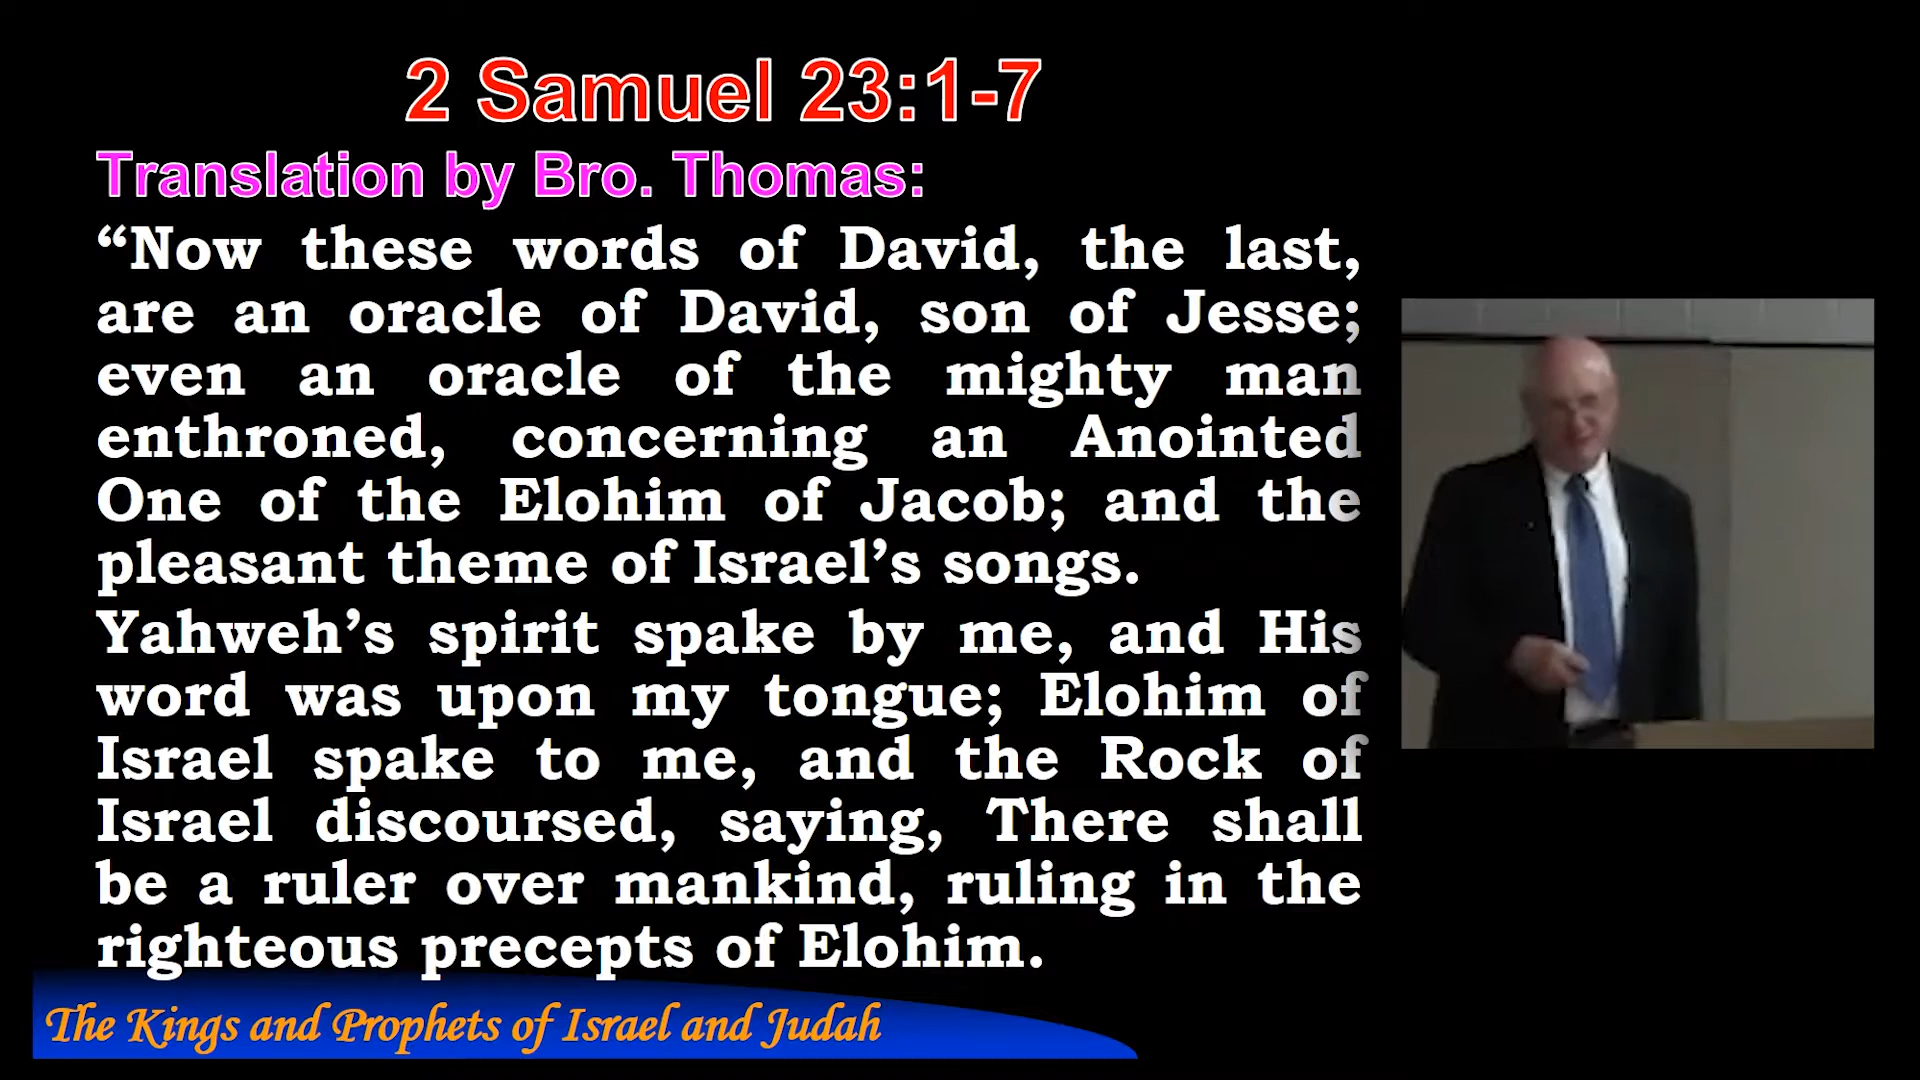 2 Samuel 23:1-7
Translation by Bro. Thomas:
“Now these words of David, the last,
are an oracle of David, son of Jesse;
even an oracle of the mighty man
enthroned, concerning an Anointed
One of the Elohim of Jacob; and the
pleasant theme of Israel’s songs.
Yahweh’s spirit spake by me, and His
word was upon my tongue; Elohim of
Israel spake to me, and the Rock of
Israel discoursed, saying, There shall
be a ruler over mankind, ruling in the
righteous precepts of Elohim.
The Kings and Prophets of Israel and Judah